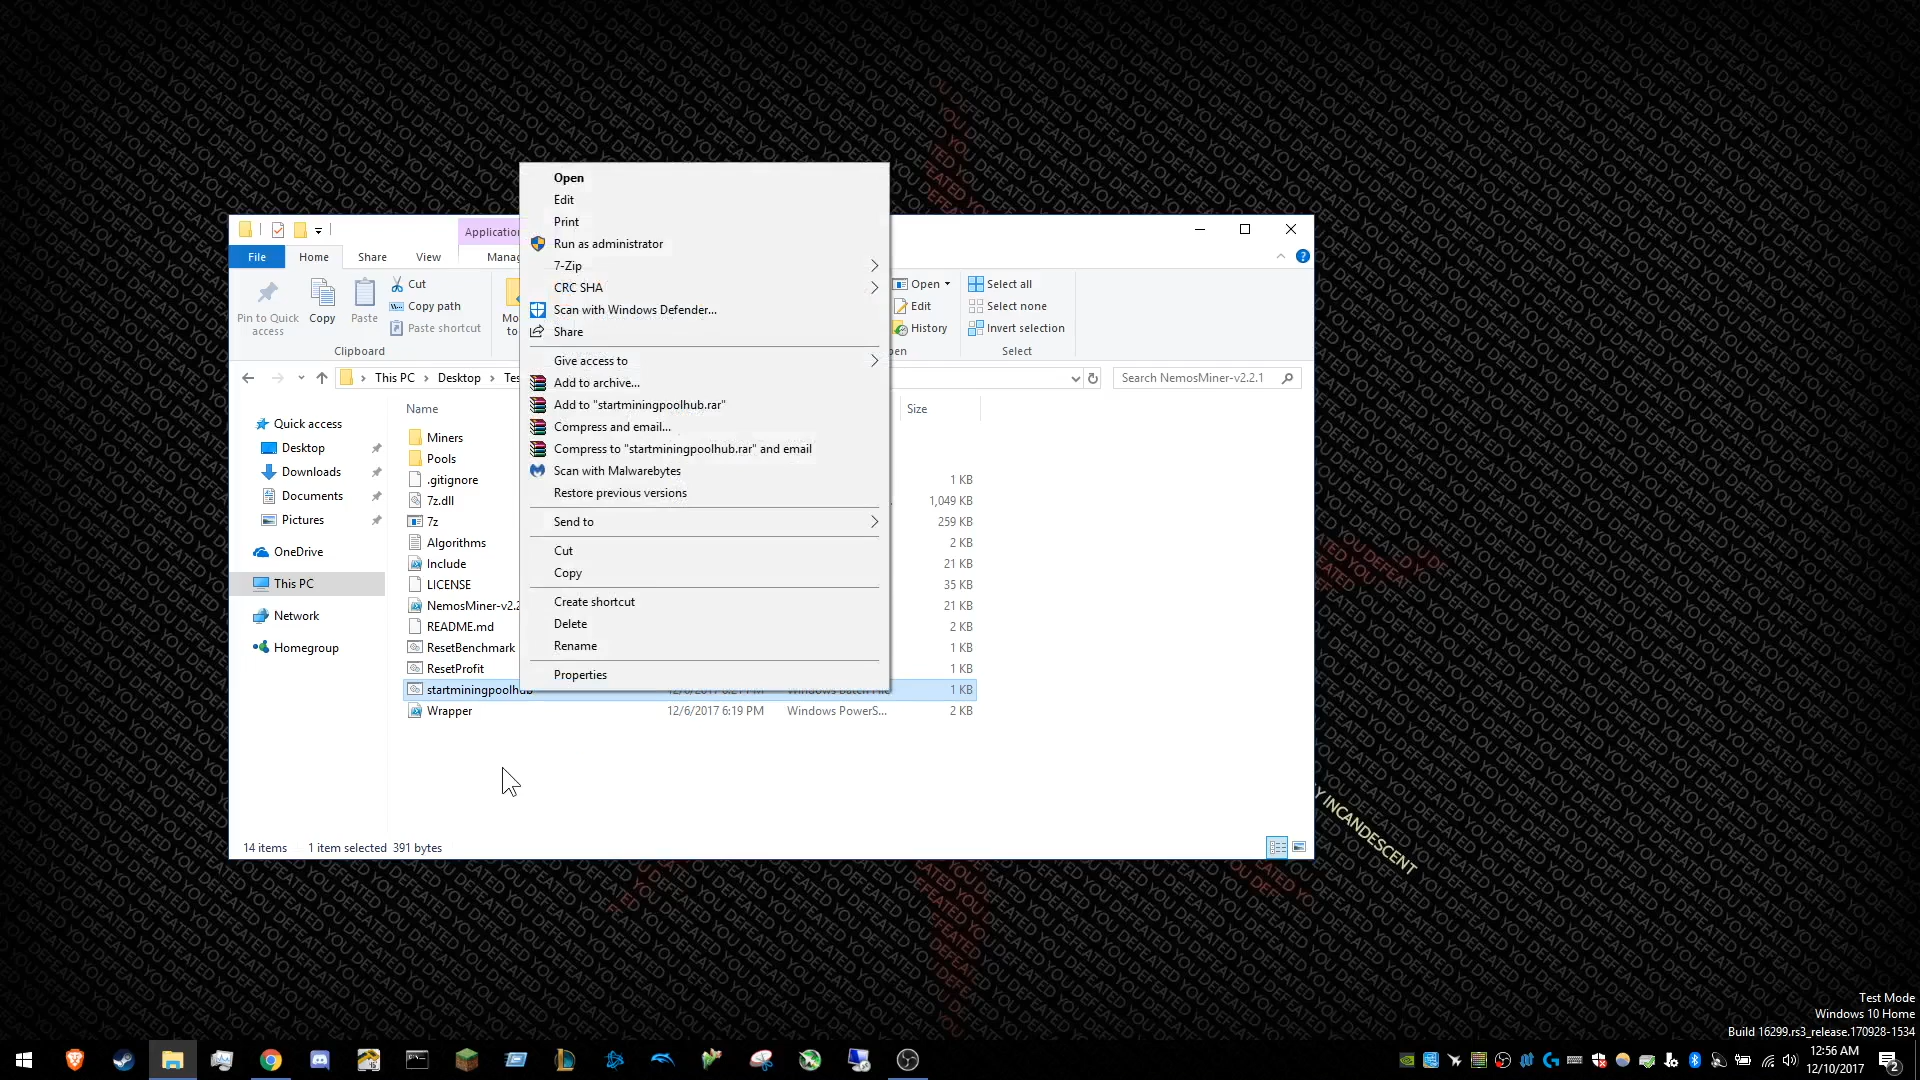 Open
Edit
Print
Run as administrator
7-Zip
CRC SHA
Scan with Windows Defender...
Share
Give access to
Add to archive...
Add to "startminingpoolhub.rar"
Compress and email...
Compress to "startminingpoolhub.rar" and email
Scan with Malwarebytes
Restore previous versions
Send to
Cut
Copy
Create shortcut
Delete
Rename
Properties
File
Home
Share
View
Pin to Quick
access
Copy
Paste
Cut
Copy path
Paste shortcut
Clipboard
Open
Edit
History
Select all
Select none
Invert selection
Select
This PC
Desktop
Search NemosMiner-v2.2.1
Name
Size
Quick access
Desktop
Downloads
Documents
Pictures
OneDrive
This PC
Network
Homegroup
Miners
Pools
.gitignore 1 KB
7z.dll 1,049 KB
7z 259 KB
Algorithms 2 KB
Include 21 KB
LICENSE 35 KB
NemosMiner-v2.2 21 KB
README.md 2 KB
ResetBenchmark 1 KB
ResetProfit 1 KB
startminingpoolhub 1 KB
Wrapper 12/6/2017 6:19 PM Windows PowerS... 2 KB
14 items 1 item selected 391 bytes
Y INCANDESCENT
Test Mode
Windows 10 Home
Build 16299.rs3_release.170928-1534
12:56 AM
12/10/2017
2